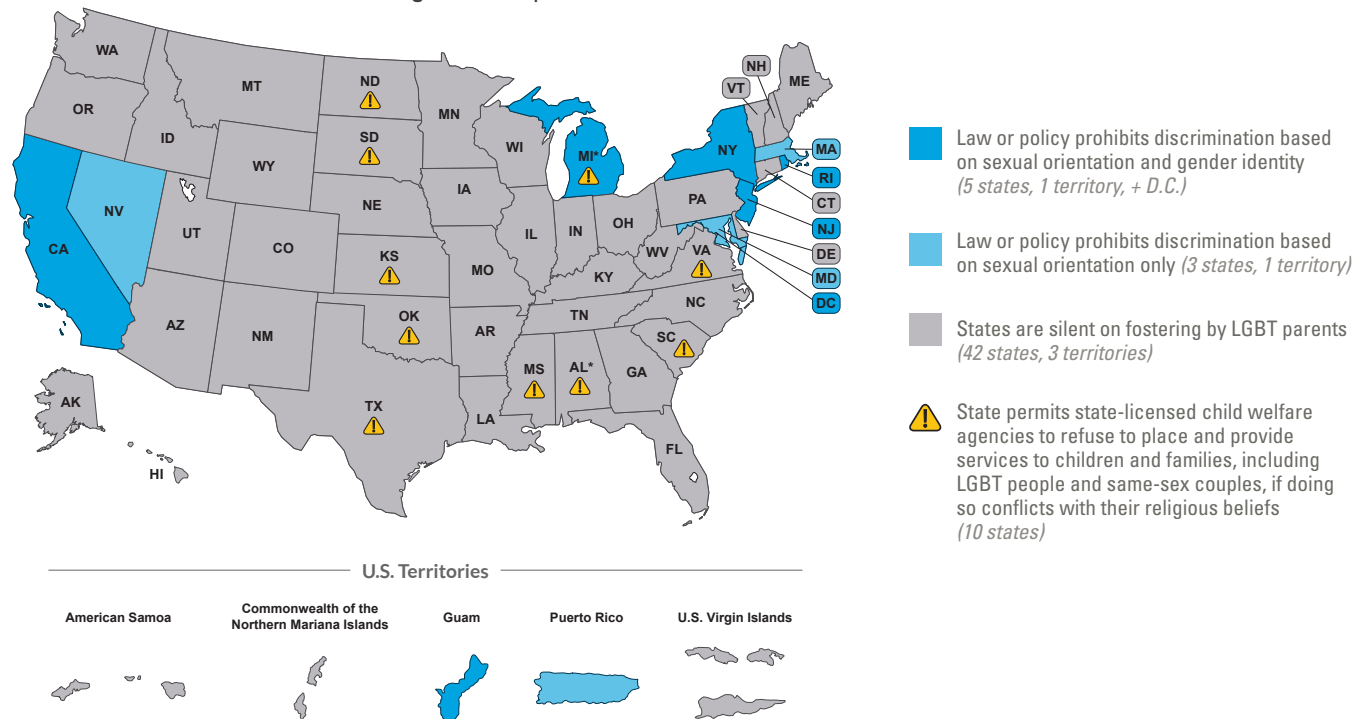 WA
MT
ND
MN
OR
ID
SD
WI
MI*
NY
VT
NH
ME
MA
RI
CT
NJ
DE
MD
DC
WY
NV
CA
UT
CO
NE
IA
IL
IN
OH
PA
WV
VA
KS
MO
KY
NC
AZ
NM
OK
AR
TN
SC
MS
AL*
GA
TX
LA
FL
AK
HI
Law or policy prohibits discrimination based
on sexual orientation and gender identity
(5 states, 1 territory, + D.C.)
Law or policy prohibits discrimination based
on sexual orientation only (3 states, 1 territory)
States are silent on fostering by LGBT parents
(42 states, 3 territories)
State permits state-licensed child welfare
agencies to refuse to place and provide
services to children and families, including
LGBT people and same-sex couples, if doing
so conflicts with their religious beliefs
(10 states)
U.S. Territories
American Samoa
Commonwealth of the
Northern Mariana Islands
Guam
Puerto Rico
U.S. Virgin Islands